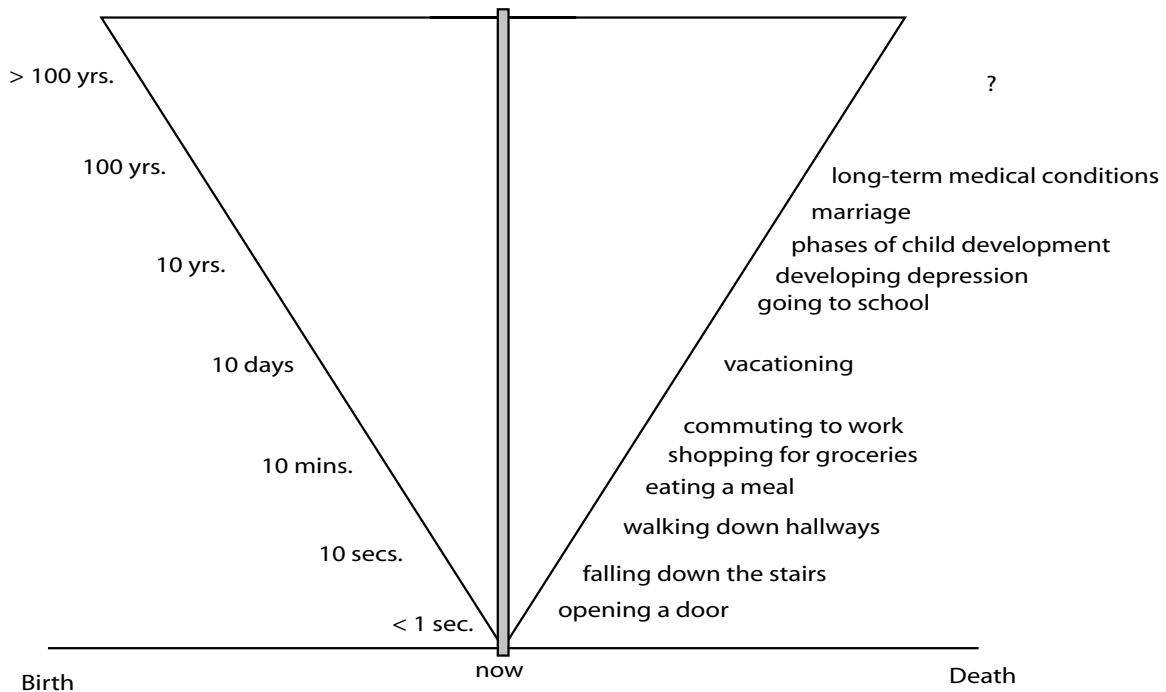 > 100 yrs.
?
100 yrs.
long-term medical conditions
marriage
phases of child development
10 yrs.
developing depression
going to school
10 days
vacationing
commuting to work
shopping for groceries
10 mins.
eating a meal
walking down hallways
10 secs.
falling down the stairs
opening a door
< 1 sec.
now
Birth
Death